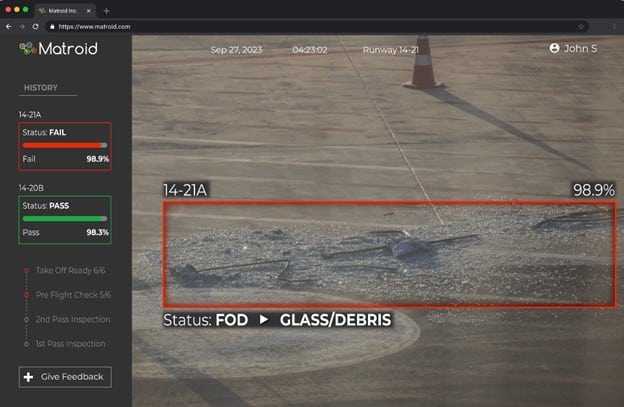 Matroid Inc.
https://www.matroid.com
Matroid
Sep 27, 2023 04:23:02 Runway 14-21
John S
HISTORY
14-21A
Status: FAIL
Fail 98.9%
14-20B
Status: PASS
Pass 98.3%
Take Off Ready 6/6
Pre Flight Check 5/6
2nd Pass Inspection
1st Pass Inspection
Give Feedback
14-21A 98.9%
Status: FOD ▶ GLASS/DEBRIS